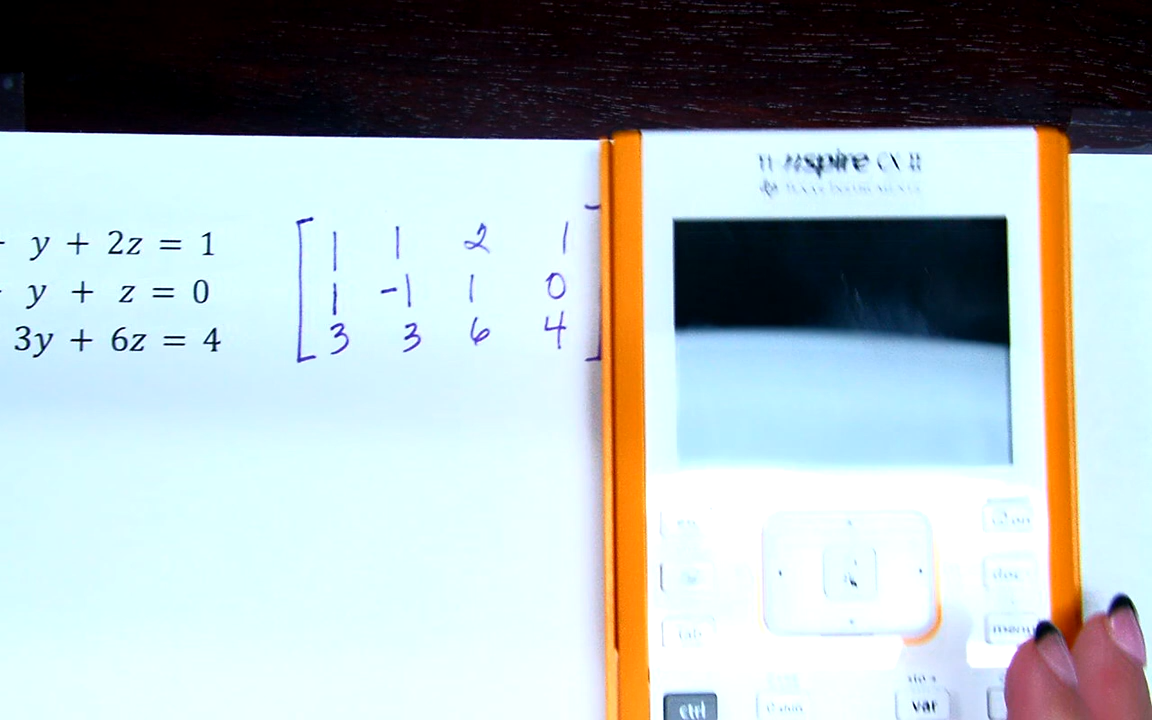 y + 2z = 1
y + z = 0
3y + 6z = 4
1 1 2 1
1 -1 1 0
3 3 6 4
nspire CX II
menu
ctrl
var